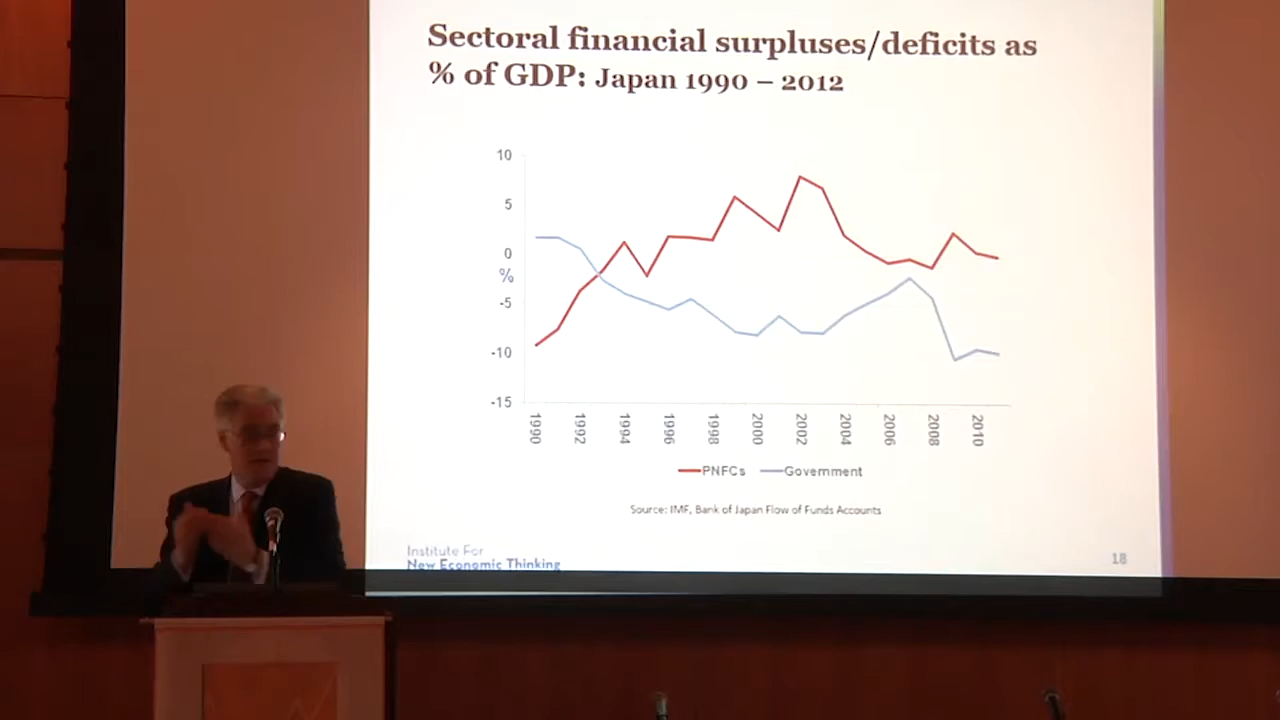 Sectoral financial surpluses/deficits as
% of GDP: Japan 1990 – 2012
10
5
0
%
-5
-10
-15
1990
1992
1994
1996
1998
2000
2002
2004
2006
2008
2010
PNFCs
Government
Source: IMF, Bank of Japan Flow of Funds Accounts
Institute For
New Economic Thinking
18